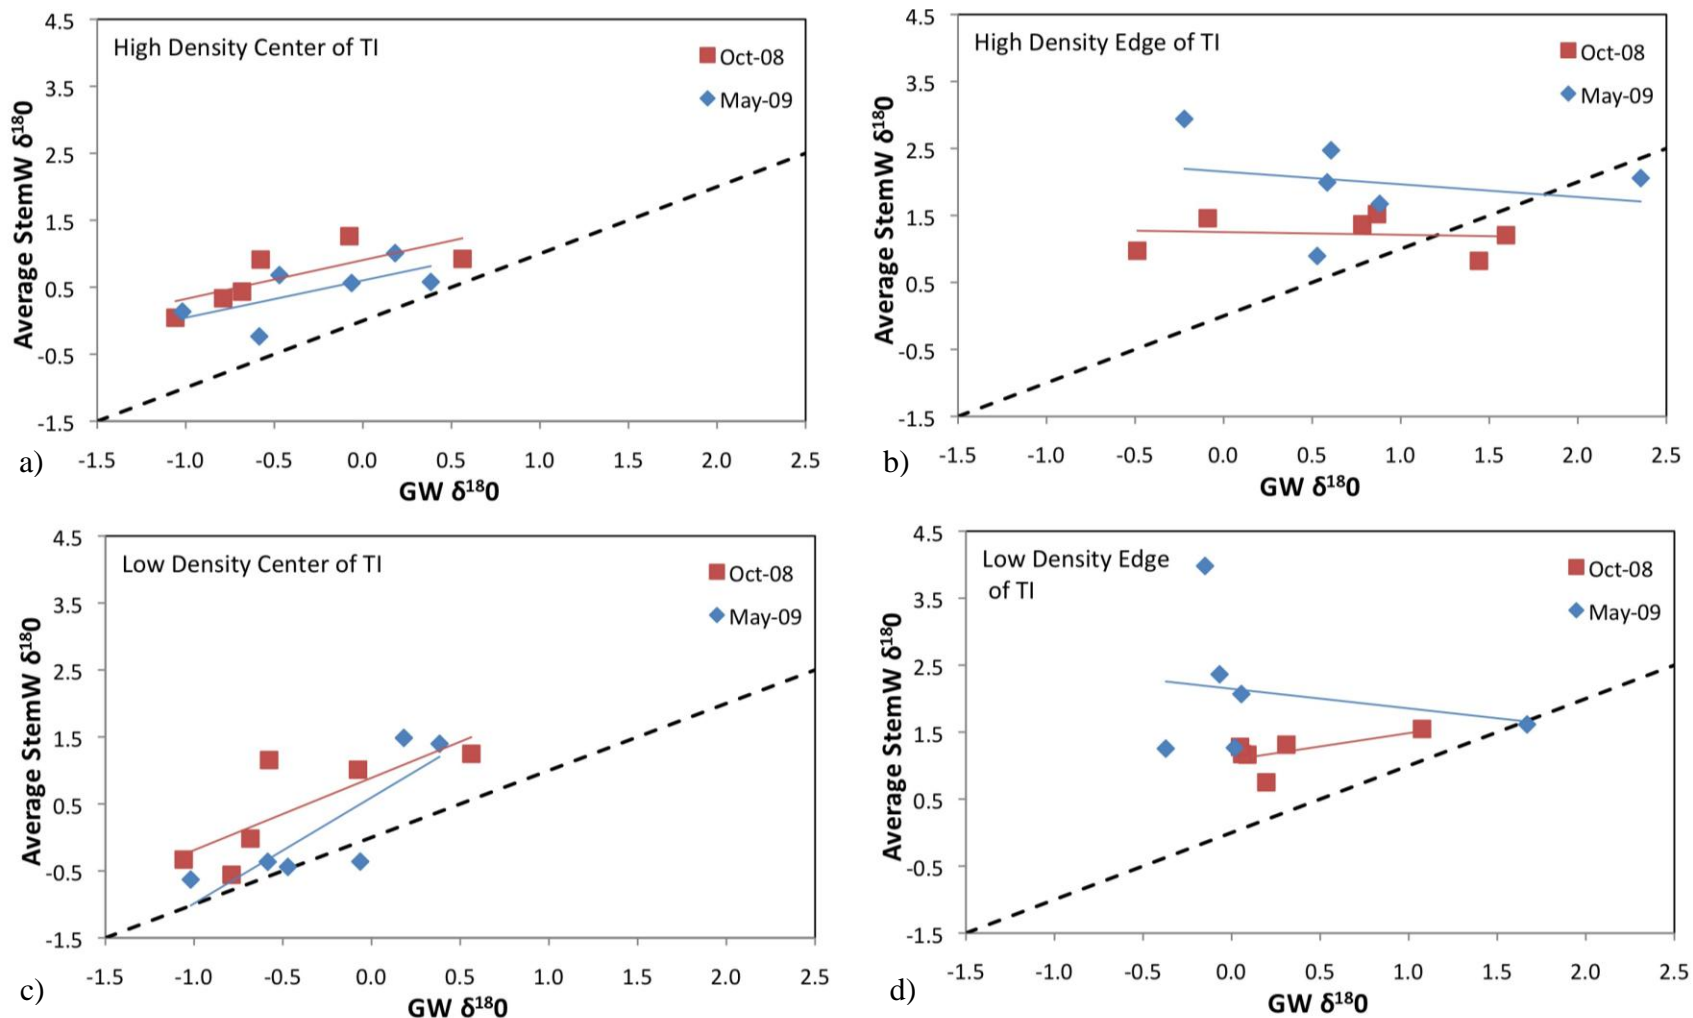 4.5
High Density Center of TI
Oct-08
3.5
May-09
2.5
1.5
0.5
-0.5
-1.5
Average StemW δ¹⁸0
a)
-1.5 -1.0 -0.5 0.0 0.5 1.0 1.5 2.0 2.5
GW δ¹⁸0
4.5
High Density Edge of TI
Oct-08
3.5
May-09
2.5
1.5
0.5
-0.5
-1.5
Average StemW δ¹⁸0
b)
-1.5 -1.0 -0.5 0.0 0.5 1.0 1.5 2.0 2.5
GW δ¹⁸0
4.5
Low Density Center of TI
Oct-08
3.5
May-09
2.5
1.5
0.5
-0.5
-1.5
Average StemW δ¹⁸0
c)
-1.5 -1.0 -0.5 0.0 0.5 1.0 1.5 2.0 2.5
GW δ¹⁸0
4.5
Low Density Edge
of TI
Oct-08
3.5
May-09
2.5
1.5
0.5
-0.5
-1.5
Average StemW δ¹⁸0
d)
-1.5 -1.0 -0.5 0.0 0.5 1.0 1.5 2.0 2.5
GW δ¹⁸0